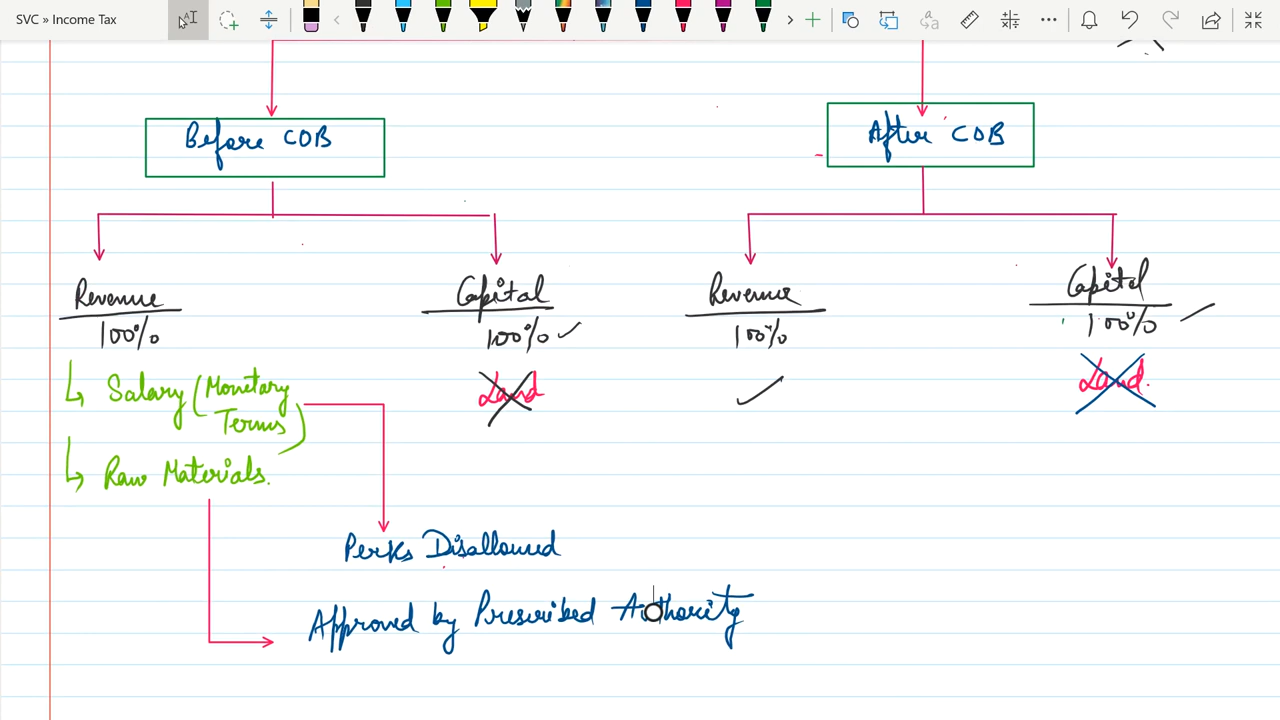 SVC » Income Tax
Before COB
After COB
Revenue
100%
Capital
100%
Revenue
100%
Capital
100%
Salary (Monetary
Terms)
Raw Materials.
Land
Land.
Perks Disalloured
Approved by Prescribed Authority